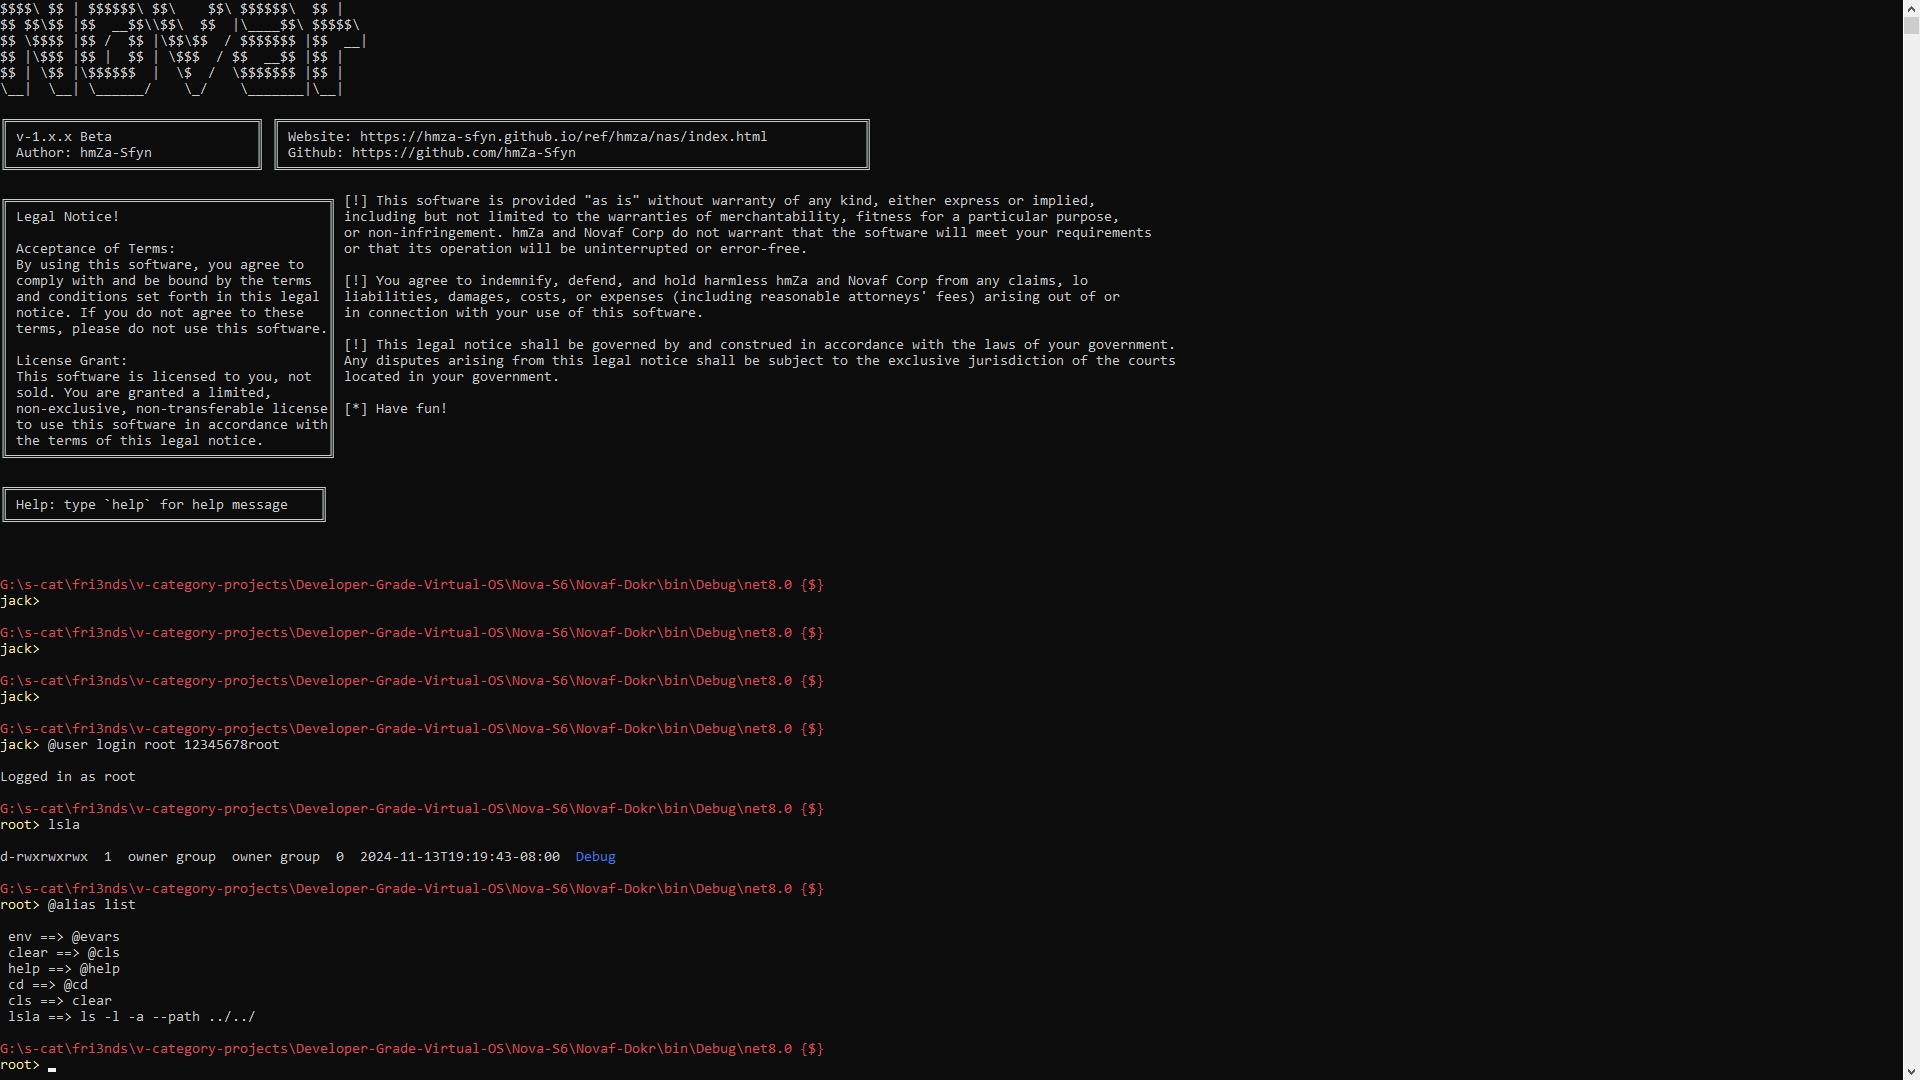 $$$$\ $$ | $$$$$$\ $$\    $$\ $$$$$$\  $$ |
$$ $$\$$ |$$  __$$\\$$\  $$  |\____$$\ $$$$$\
$$ \$$$$ |$$ /  $$ |\$$\$$  / $$$$$$$ |$$  __|
$$ |\$$$ |$$ |  $$ | \$$$  / $$  __$$ |$$ |
$$ | \$$ |\$$$$$$  |  \$  /  \$$$$$$$ |$$ |
\__|  \__| \______/    \_/    \_______|\__|
v-1.x.x Beta
Author: hmZa-Sfyn
Website: https://hmza-sfyn.github.io/ref/hmza/nas/index.html
Github: https://github.com/hmZa-Sfyn
Legal Notice!
Acceptance of Terms:
By using this software, you agree to
comply with and be bound by the terms
and conditions set forth in this legal
notice. If you do not agree to these
terms, please do not use this software.
License Grant:
This software is licensed to you, not
sold. You are granted a limited,
non-exclusive, non-transferable license
to use this software in accordance with
the terms of this legal notice.
[!] This software is provided "as is" without warranty of any kind, either express or implied,
including but not limited to the warranties of merchantability, fitness for a particular purpose,
or non-infringement. hmZa and Novaf Corp do not warrant that the software will meet your requirements
or that its operation will be uninterrupted or error-free.
[!] You agree to indemnify, defend, and hold harmless hmZa and Novaf Corp from any claims, lo
liabilities, damages, costs, or expenses (including reasonable attorneys' fees) arising out of or
in connection with your use of this software.
[!] This legal notice shall be governed by and construed in accordance with the laws of your government.
Any disputes arising from this legal notice shall be subject to the exclusive jurisdiction of the courts
located in your government.
[*] Have fun!
Help: type `help` for help message
G:\s-cat\fri3nds\v-category-projects\Developer-Grade-Virtual-OS\Nova-S6\Novaf-Dokr\bin\Debug\net8.0 {$}
jack>
G:\s-cat\fri3nds\v-category-projects\Developer-Grade-Virtual-OS\Nova-S6\Novaf-Dokr\bin\Debug\net8.0 {$}
jack>
G:\s-cat\fri3nds\v-category-projects\Developer-Grade-Virtual-OS\Nova-S6\Novaf-Dokr\bin\Debug\net8.0 {$}
jack>
G:\s-cat\fri3nds\v-category-projects\Developer-Grade-Virtual-OS\Nova-S6\Novaf-Dokr\bin\Debug\net8.0 {$}
jack> @user login root 12345678root
Logged in as root
G:\s-cat\fri3nds\v-category-projects\Developer-Grade-Virtual-OS\Nova-S6\Novaf-Dokr\bin\Debug\net8.0 {$}
root> lsla
d-rwxrwxrwx  1  owner group  owner group  0  2024-11-13T19:19:43-08:00  Debug
G:\s-cat\fri3nds\v-category-projects\Developer-Grade-Virtual-OS\Nova-S6\Novaf-Dokr\bin\Debug\net8.0 {$}
root> @alias list
env ==> @evars
clear ==> @cls
help ==> @help
cd ==> @cd
cls ==> clear
lsla ==> ls -l -a --path ../../
G:\s-cat\fri3nds\v-category-projects\Developer-Grade-Virtual-OS\Nova-S6\Novaf-Dokr\bin\Debug\net8.0 {$}
root>